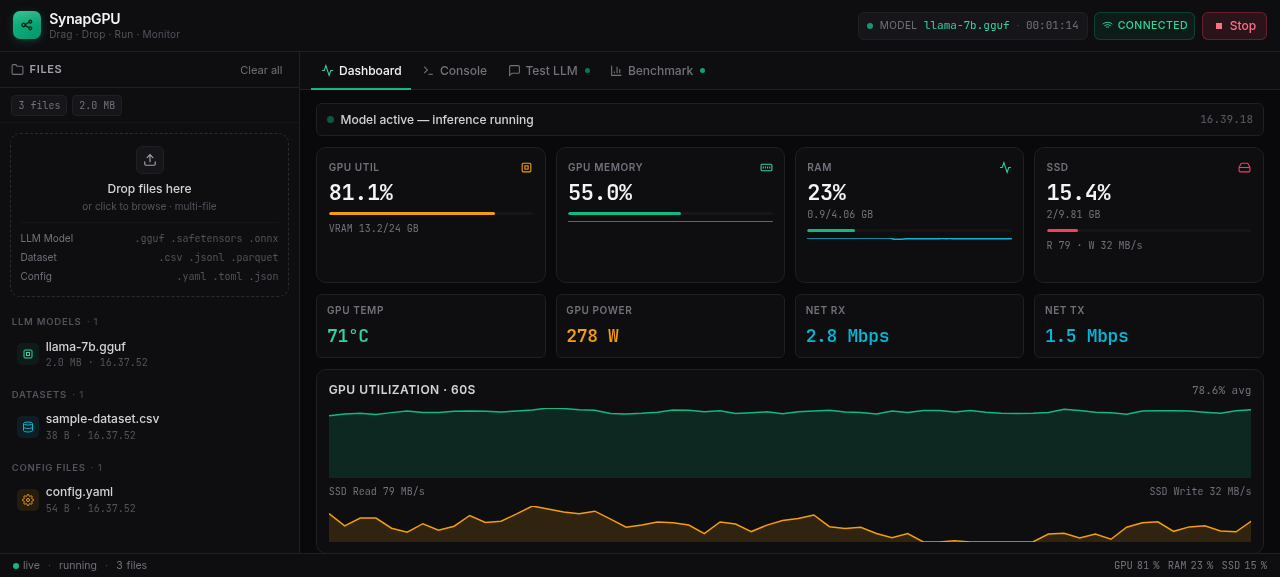 SynapGPU
Drag · Drop · Run · Monitor
MODEL llama-7b.gguf · 00:01:14
CONNECTED
Stop
FILES
Clear all
3 files
2.0 MB
Drop files here
or click to browse · multi-file
LLM Model .gguf .safetensors .onnx
Dataset .csv .jsonl .parquet
Config .yaml .toml .json
LLM MODELS · 1
llama-7b.gguf
2.0 MB · 16.37.52
DATASETS · 1
sample-dataset.csv
38 B · 16.37.52
CONFIG FILES · 1
config.yaml
54 B · 16.37.52
Dashboard
Console
Test LLM
Benchmark
Model active — inference running
16.39.18
GPU UTIL
81.1%
VRAM 13.2/24 GB
GPU MEMORY
55.0%
RAM
23%
0.9/4.06 GB
SSD
15.4%
2/9.81 GB
R 79 · W 32 MB/s
GPU TEMP
71°C
GPU POWER
278 W
NET RX
2.8 Mbps
NET TX
1.5 Mbps
GPU UTILIZATION · 60S
78.6% avg
SSD Read 79 MB/s
SSD Write 32 MB/s
live · running · 3 files
GPU 81 % RAM 23 % SSD 15 %